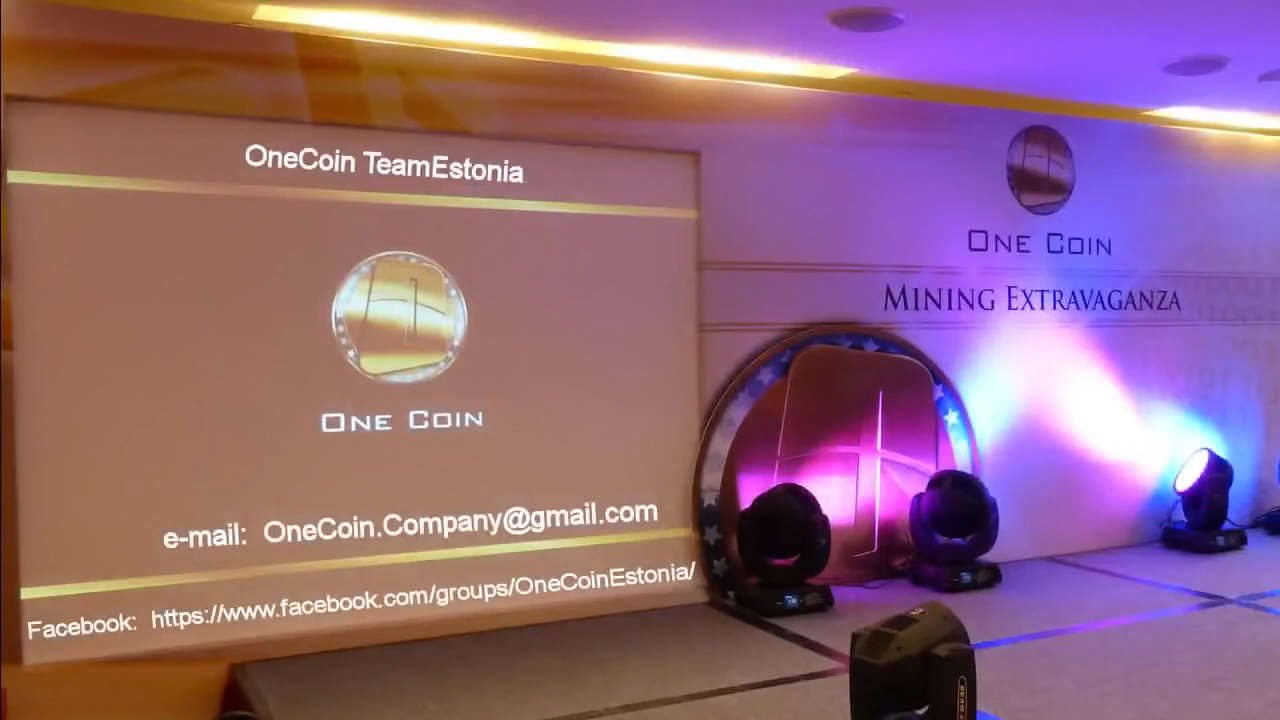 OneCoin TeamEstonia
ONE COIN
e-mail: OneCoin.Company@gmail.com
Facebook: https://www.facebook.com/groups/OneCoinEstonia/
ONE COIN
MINING EXTRAVAGANZA